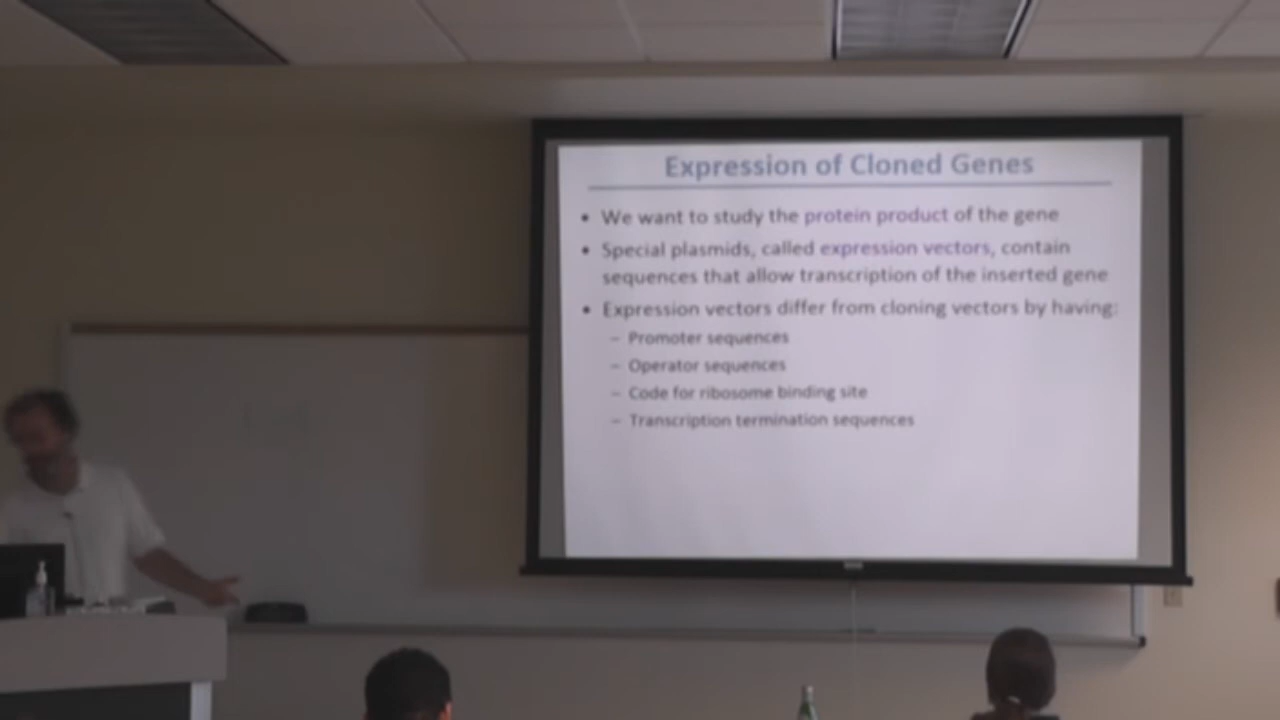 Expression of Cloned Genes
• We want to study the protein product of the gene
• Special plasmids, called expression vectors, contain
sequences that allow transcription of the inserted gene
• Expression vectors differ from cloning vectors by having:
– Promoter sequences
– Operator sequences
– Code for ribosome binding site
– Transcription termination sequences